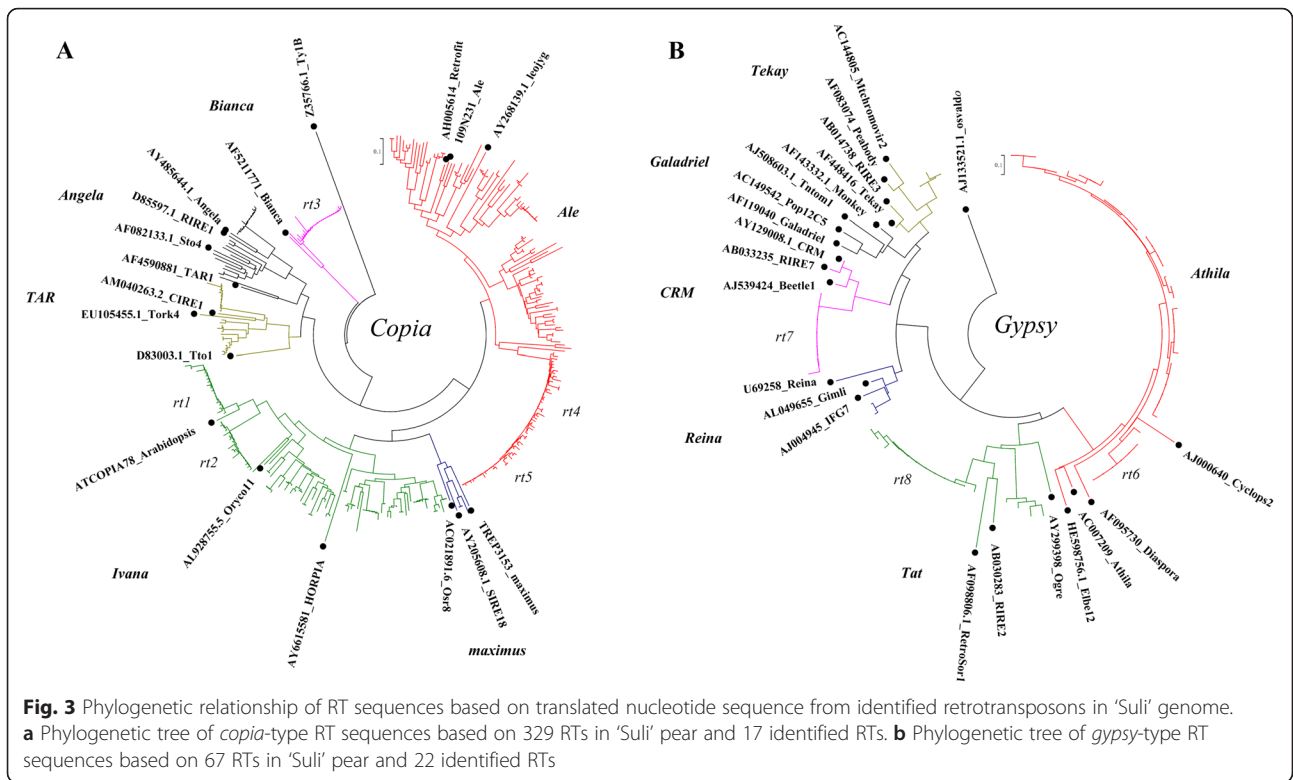 A
B
Z35766.1_Ty1B
Bianca
AF5211771_Bianca
AY485644.1_Angela
Angela
D85597.1_RIRE1
AF082133.1_Sto4
AF4590881_TAR1
TAR
AM040263.2_CIRE1
EU105455.1_Tork4
D83003.1_Tto1
rt1
ATCOPIA78_Arabidopsis
rt2
AL928755.5_Oryco11
Ivana
AY6615581_HORPIA
AC021891.6_Osr8
AY205608.1_SIRE18
TREP3153_maximus
maximus
rt5
rt4
Ale
AY268139.1_leojyg
109N231_Ale
AH005614_Retrofit
0.1
rt3
Copia
AC144805_Mtchromovir2
Tekay
AF083074_Peabody
AB014738_RIRE3
AF448416_Tekay
AF143332.1_Monkey
Galadriel
AJ508603.1_Tntom1
AC149542_Pop12C5
AF119040_Galadriel
AY129008.1_CRM
AB033235_RIRE7
CRM
AJ539424_Beetle1
rt7
U69258_Reina
AL049655_Gimli
AJ004945_IFG7
Reina
rt8
Tat
AF098806.1_RetroSor1
AB030283_RIRE2
AY299398_Ogre
HE598756.1_Elbe12
AC007209_Athila
AF095730_Diaspora
rt6
AJ000640_Cyclops2
Athila
0.1
AJ133521.1_osvaldo
Gypsy
Fig. 3 Phylogenetic relationship of RT sequences based on translated nucleotide sequence from identified retrotransposons in ‘Suli’ genome.
a Phylogenetic tree of copia-type RT sequences based on 329 RTs in ‘Suli’ pear and 17 identified RTs. b Phylogenetic tree of gypsy-type RT
sequences based on 67 RTs in ‘Suli’ pear and 22 identified RTs